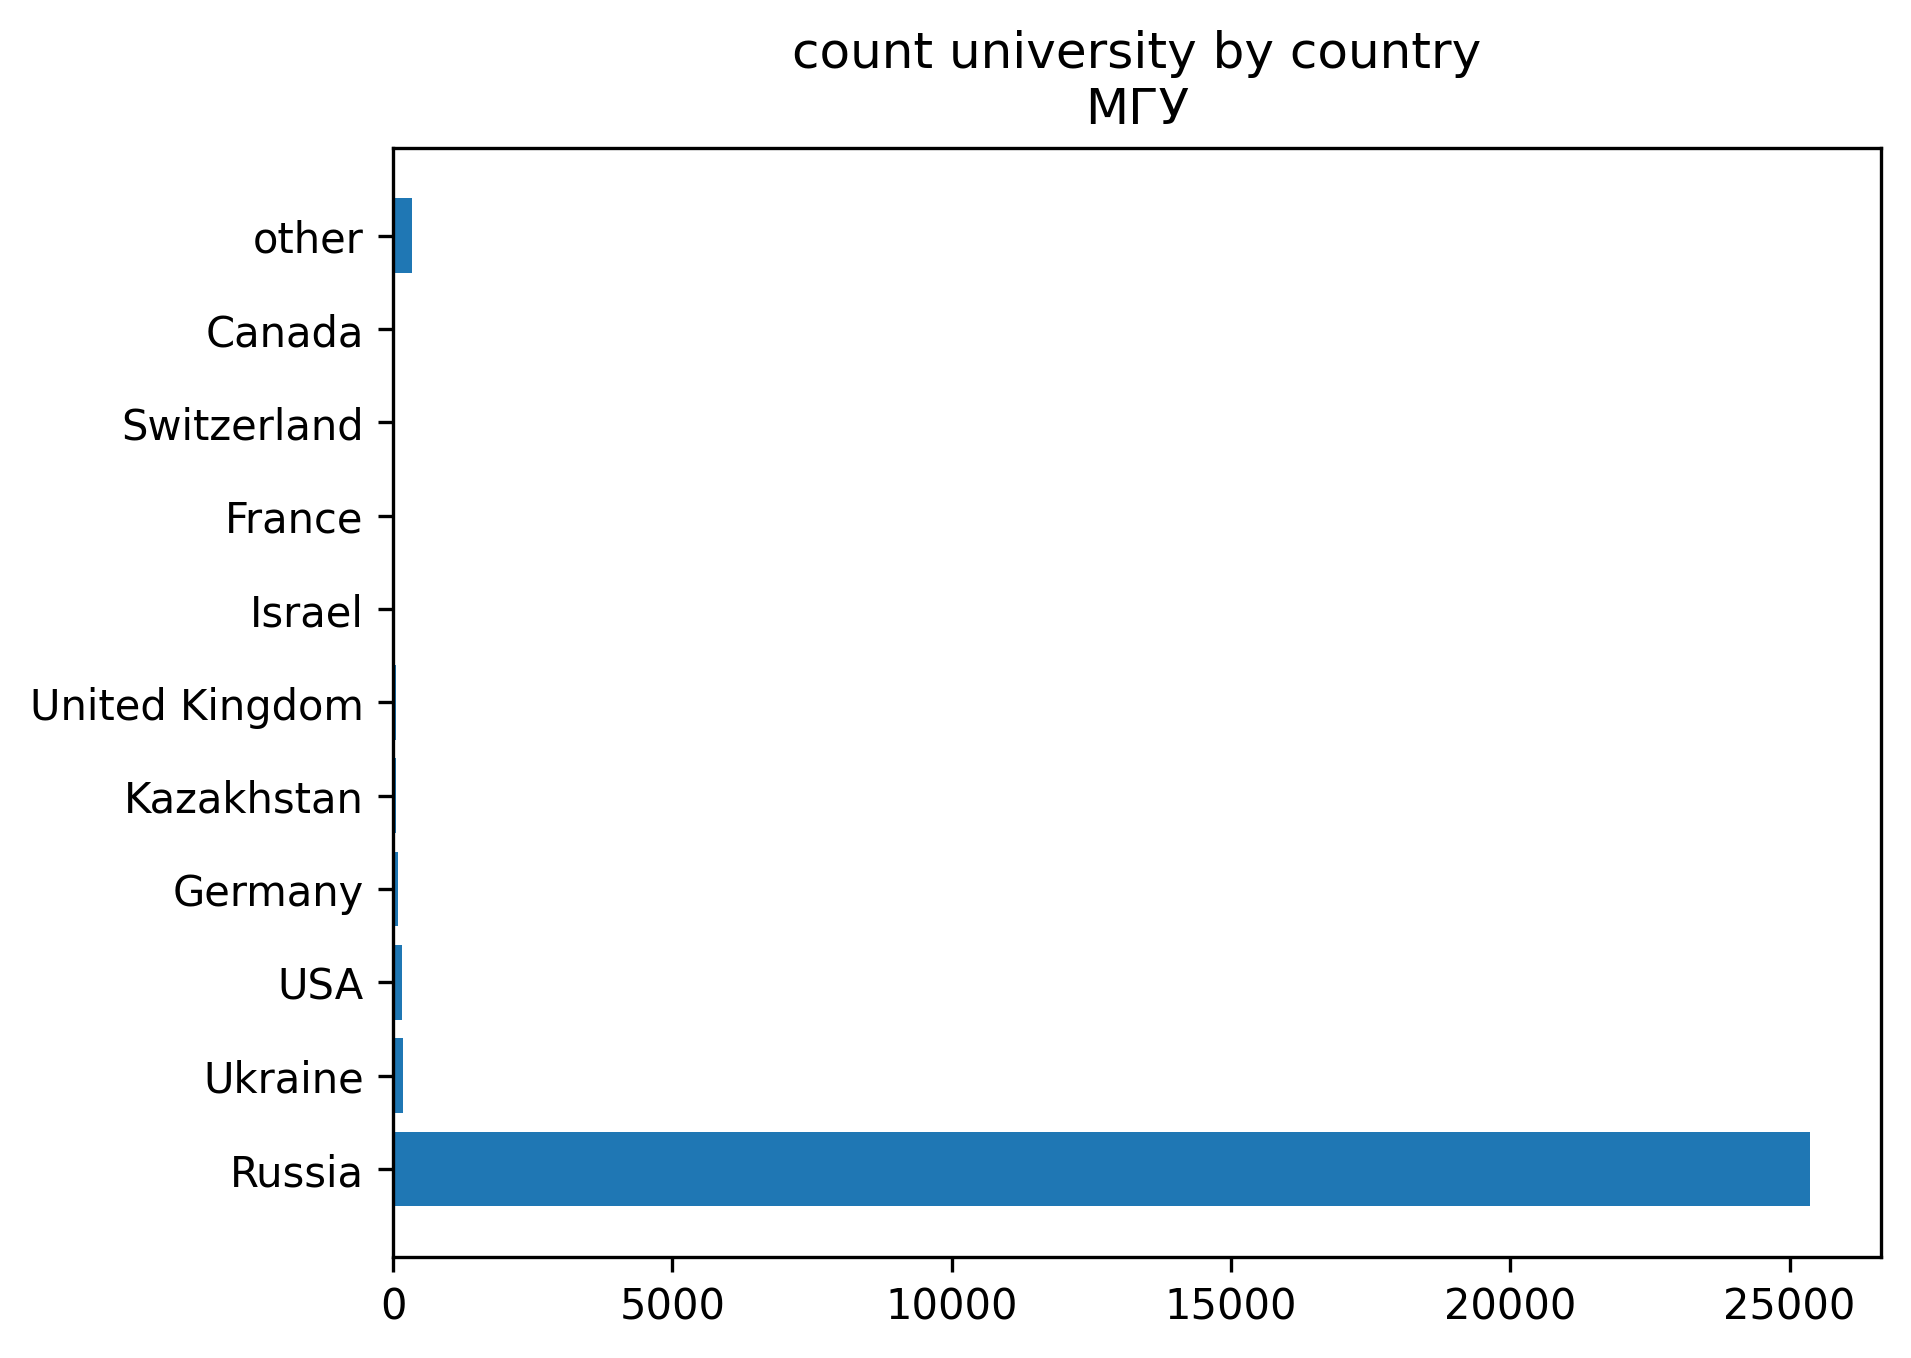 count university by country
МГУ
other
Canada
Switzerland
France
Israel
United Kingdom
Kazakhstan
Germany
USA
Ukraine
Russia
0 5000 10000 15000 20000 25000